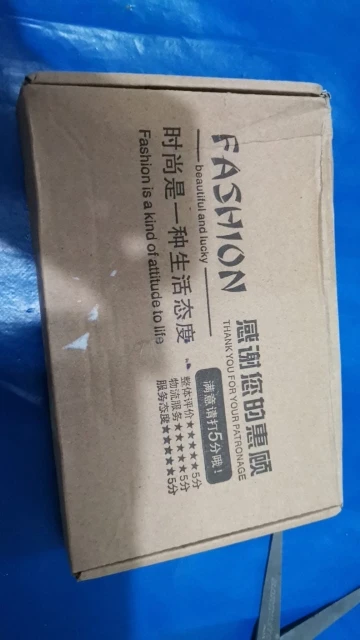 FASHION
beautiful and lucky
时尚是一种生活态度
Fashion is a kind of attitude to life
感谢您的惠顾
THANK YOU FOR YOUR PATRONAGE
满意请打5分哦!
整体评价★★★★★5分
物流服务★★★★★5分
服务态度★★★★★5分